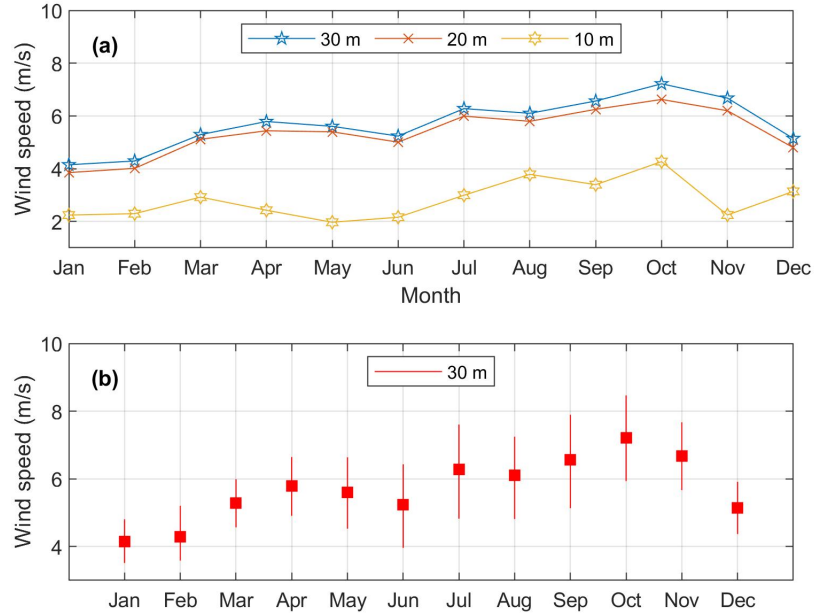 (a)
30 m 20 m 10 m
Wind speed (m/s)
10
8
6
4
2
Jan Feb Mar Apr May Jun Jul Aug Sep Oct Nov Dec
Month
(b)
30 m
Wind speed (m/s)
10
8
6
4
Jan Feb Mar Apr May Jun Jul Aug Sep Oct Nov Dec